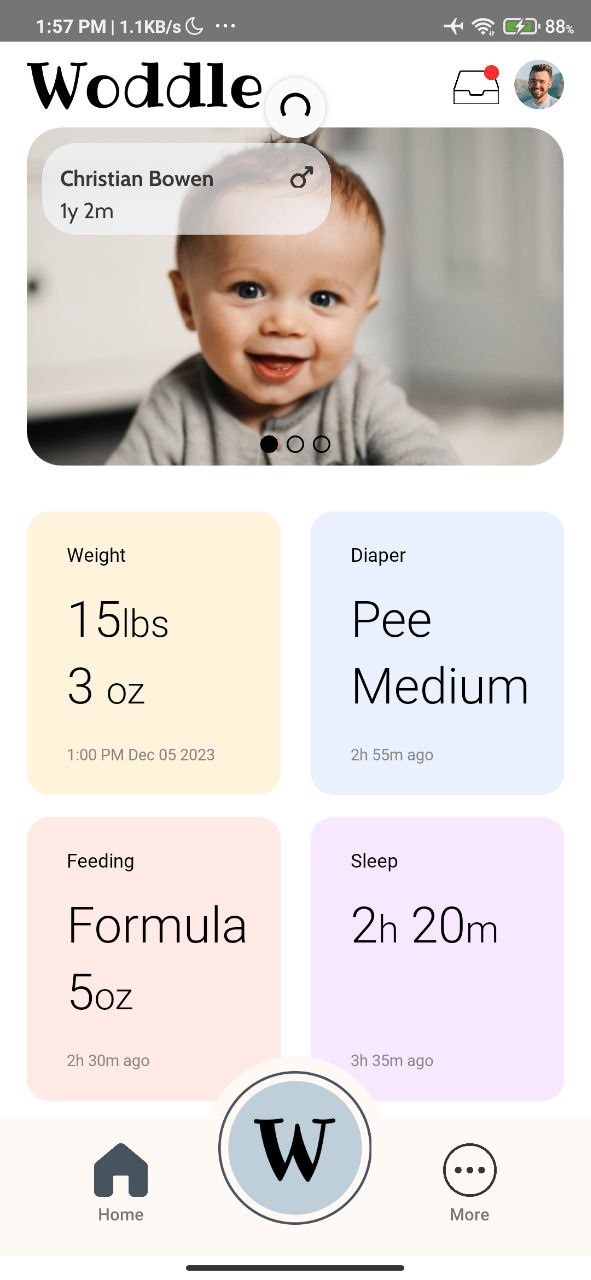 1:57 PM | 1.1KB/s ... 88%
Woddle
Christian Bowen
1y 2m
Weight
15lbs
3 oz
1:00 PM Dec 05 2023
Diaper
Pee
Medium
2h 55m ago
Feeding
Formula
5oz
2h 30m ago
Sleep
2h 20m
3h 35m ago
W
Home
More